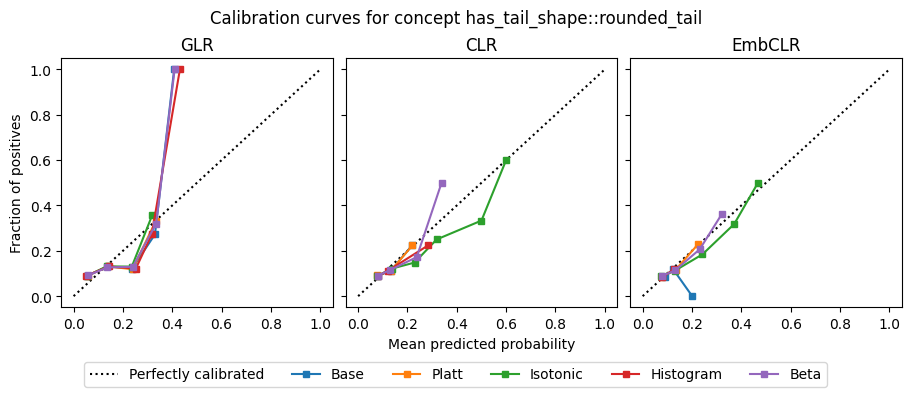 Calibration curves for concept has_tail_shape::rounded_tail
GLR
CLR
EmbCLR
Fraction of positives
1.0
0.8
0.6
0.4
0.2
0.0
0.0 0.2 0.4 0.6 0.8 1.0
0.0 0.2 0.4 0.6 0.8 1.0
0.0 0.2 0.4 0.6 0.8 1.0
Mean predicted probability
Perfectly calibrated Base Platt Isotonic Histogram Beta